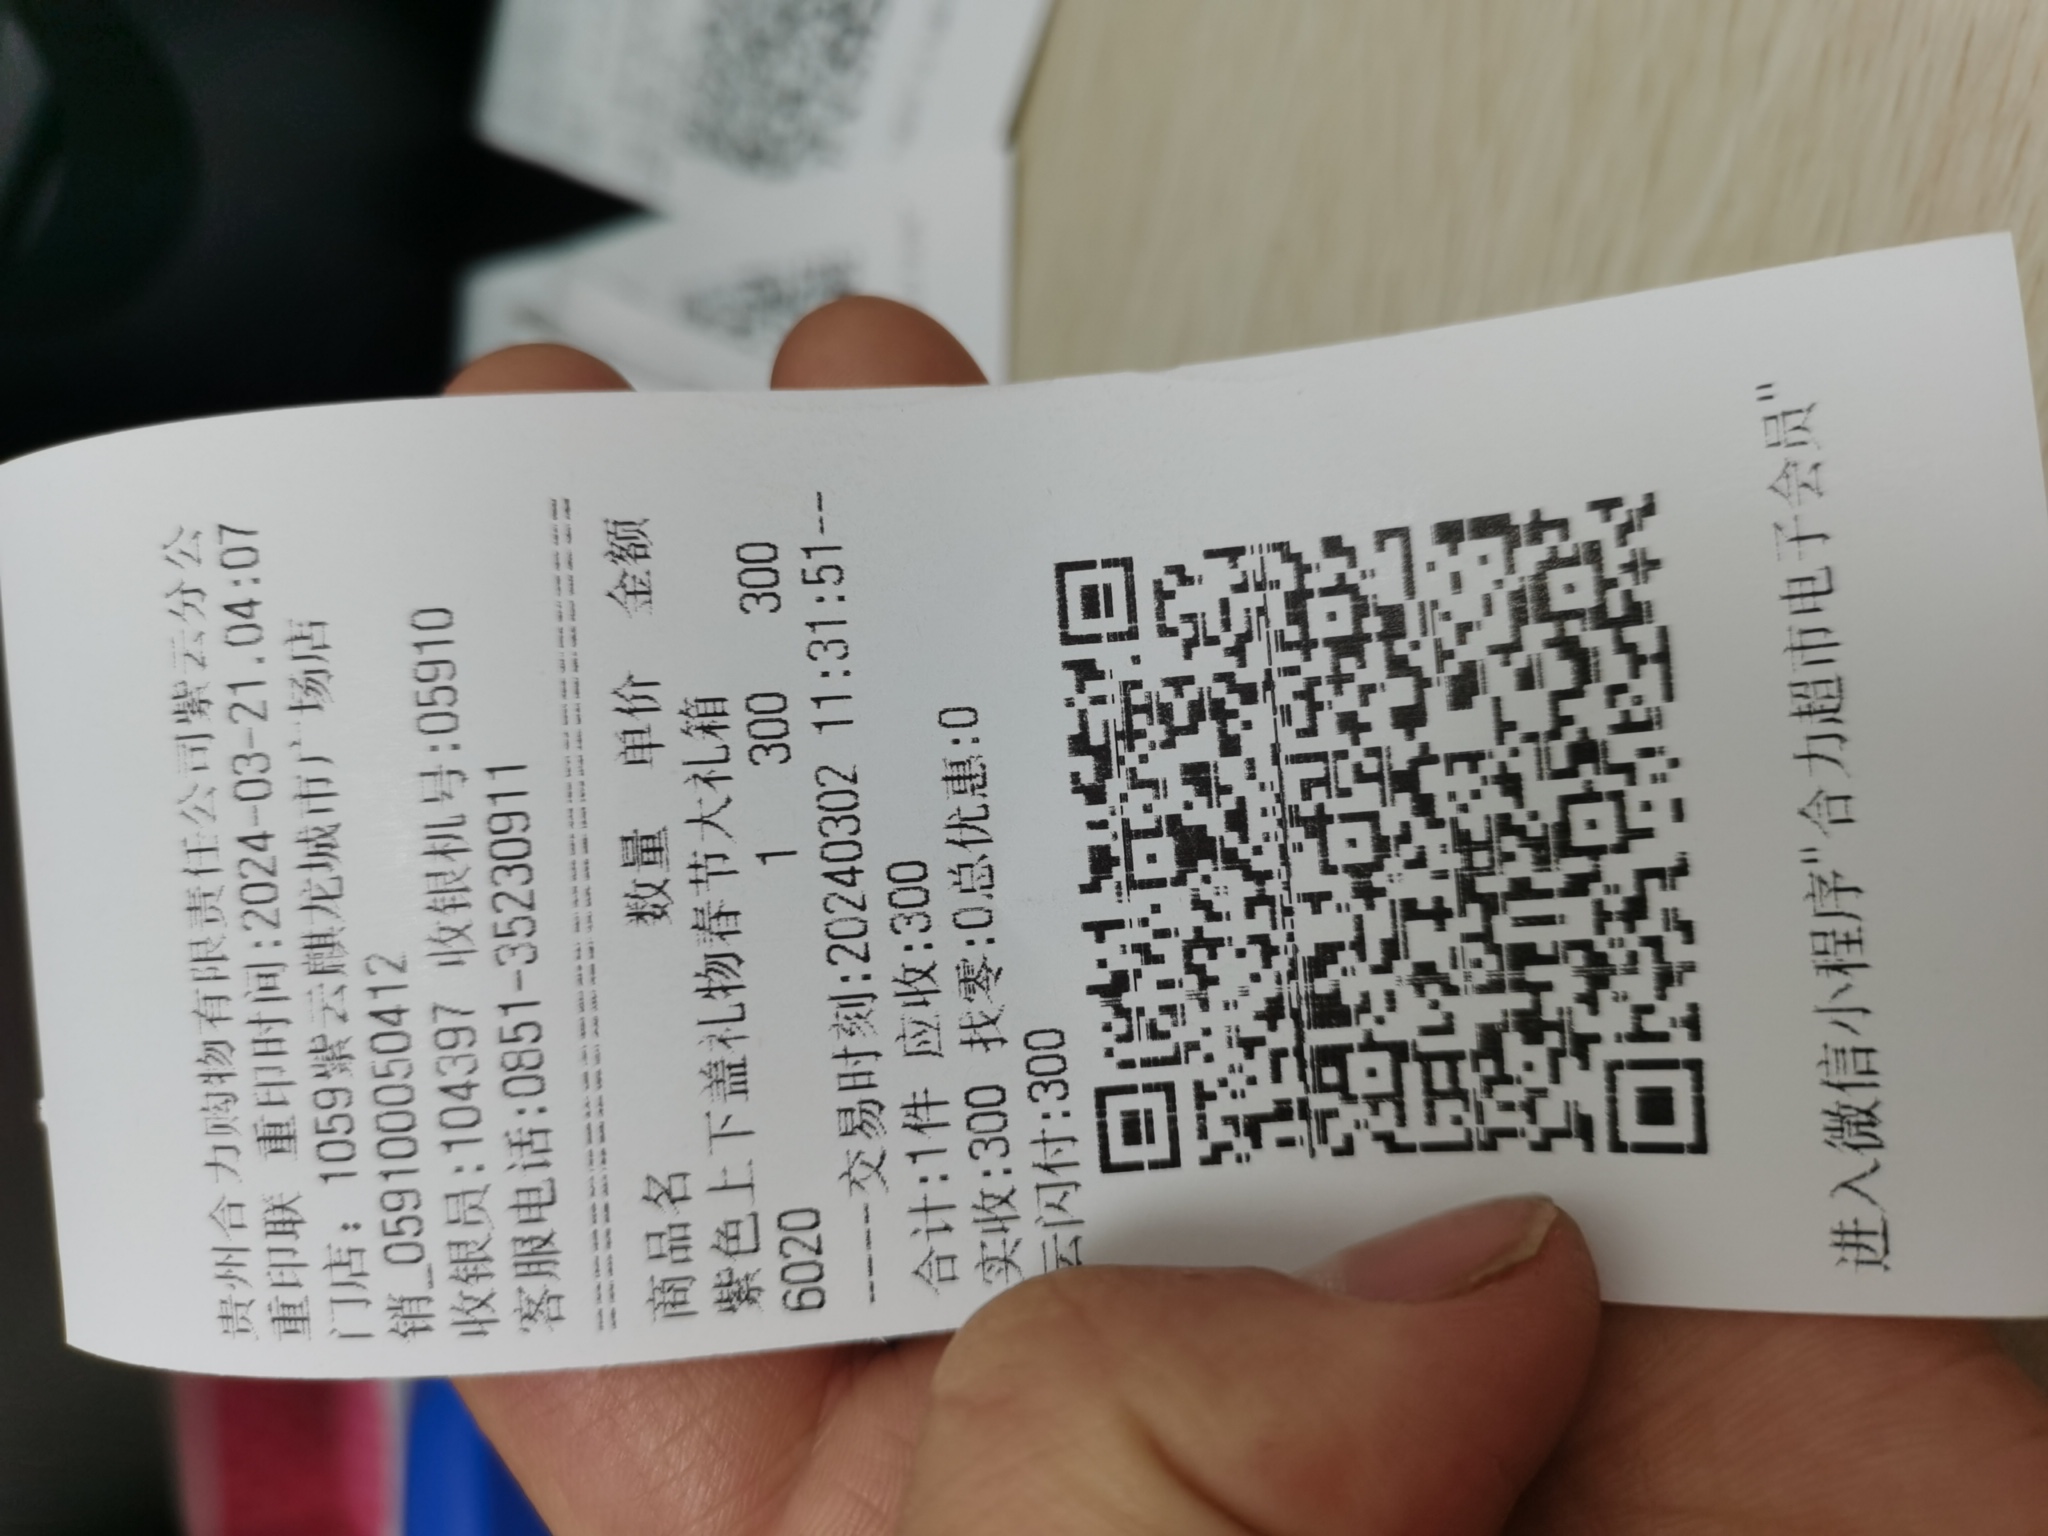 贵州合力购物有限责任公司紫云分公
重印联 重印时间:2024-03-21.04:07
门店: 1059紫云麒龙城市广场店
销_0591000050412
收银员:104397 收银机号:05910
客服电话:0851-35230911
================================
商品名 数量 单价 金额
紫色上下盖礼物春节大礼箱
6020 1 300 300
----交易时刻:20240302 11:31:51---
合计:1件 应收:300
实收:300 找零:0总优惠:0
云闪付:300
进入微信小程序"合力超市电子会员"